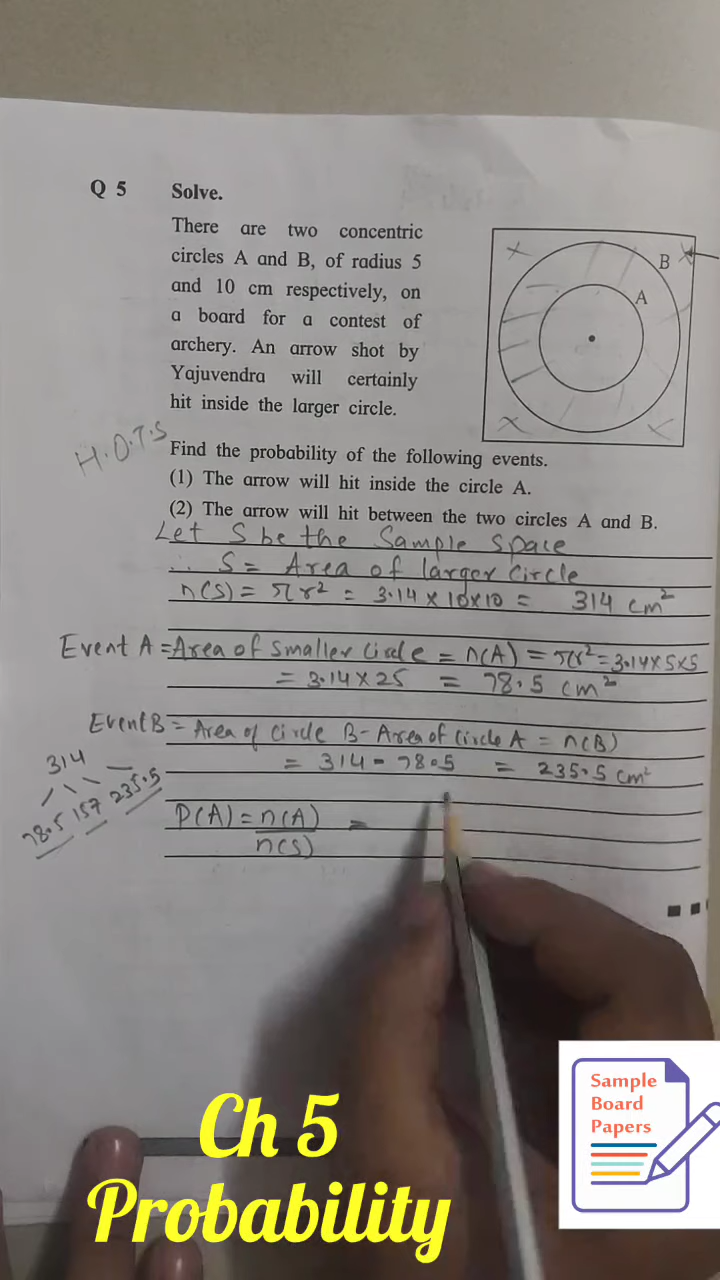 Q 5 Solve.
There are two concentric
circles A and B, of radius 5
and 10 cm respectively, on
a board for a contest of
archery. An arrow shot by
Yajuvendra will certainly
hit inside the larger circle.
B
A
H.O.T.S
Find the probability of the following events.
(1) The arrow will hit inside the circle A.
(2) The arrow will hit between the two circles A and B.
Let S be the Sample Space
∴ S = Area of larger Circle
n(S) = πr² = 3.14 × 10 × 10 = 314 cm²
Event A = Area of Smaller Circle = n(A) = πr² = 3.14 × 5 × 5
= 3.14 × 25 = 78.5 cm²
Event B = Area of Circle B - Area of Circle A = n(B)
= 314 - 78.5 = 235.5 cm²
314
78.5 157 235.5
P(A) = n(A) =
n(S)
Sample
Board
Papers
Ch 5
Probability